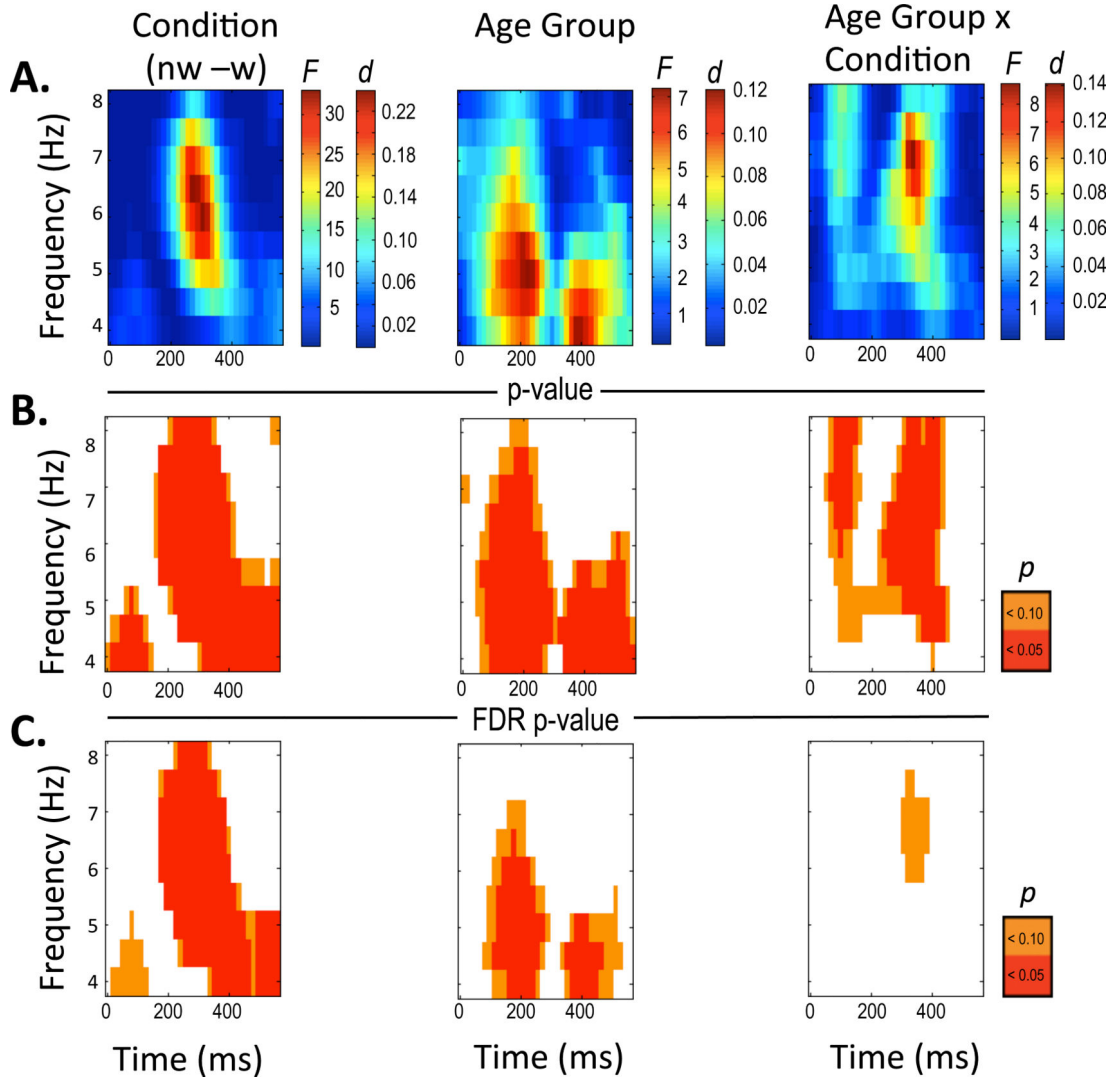 Condition
(nw –w)
Age Group
Age Group x
Condition
A.
F d
F d
F d
Frequency (Hz)
8
7
6
5
4
0 200 400
30
25
20
15
10
5
0.22
0.18
0.14
0.10
0.06
0.02
0 200 400
7
6
5
4
3
2
1
0.12
0.10
0.08
0.06
0.04
0.02
0 200 400
8
7
6
5
4
3
2
1
0.14
0.12
0.10
0.08
0.06
0.04
0.02
p-value
B.
Frequency (Hz)
8
7
6
5
4
0 200 400
0 200 400
0 200 400
p
< 0.10
< 0.05
FDR p-value
C.
Frequency (Hz)
8
7
6
5
4
0 200 400
0 200 400
0 200 400
p
< 0.10
< 0.05
Time (ms)
Time (ms)
Time (ms)